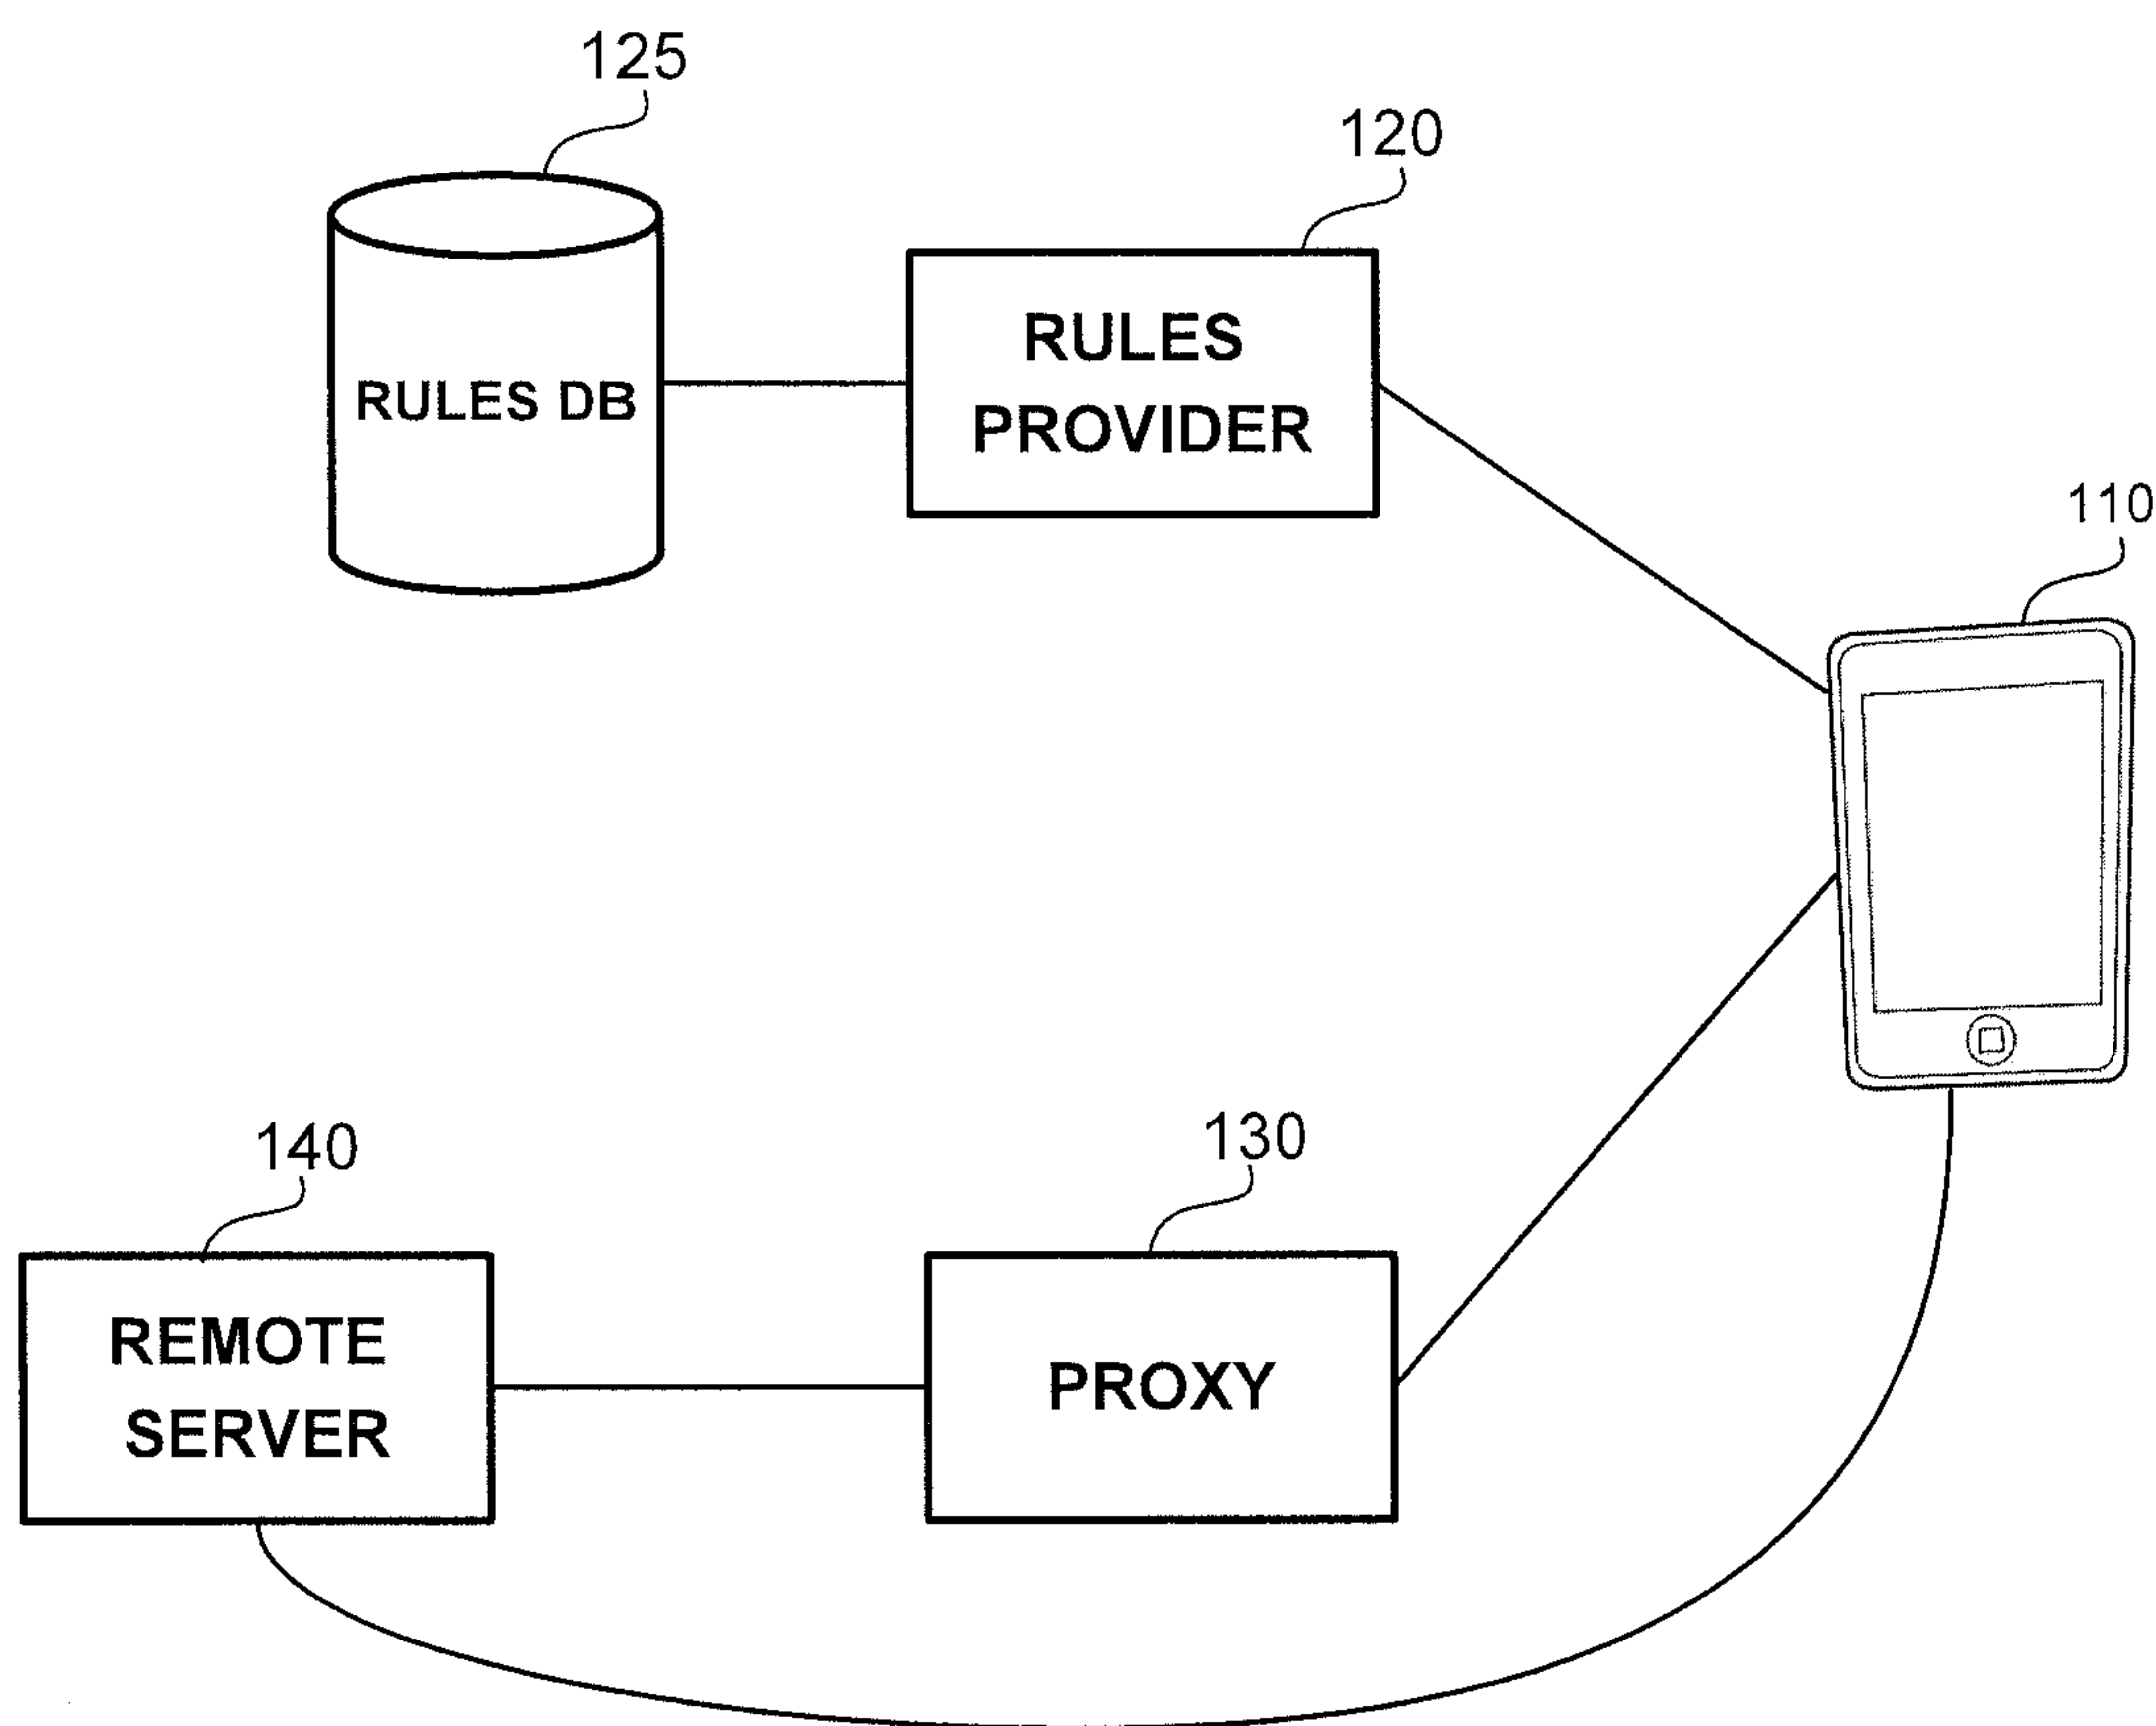 125
120
RULES DB
RULES
PROVIDER
110
140
130
REMOTE
SERVER
PROXY